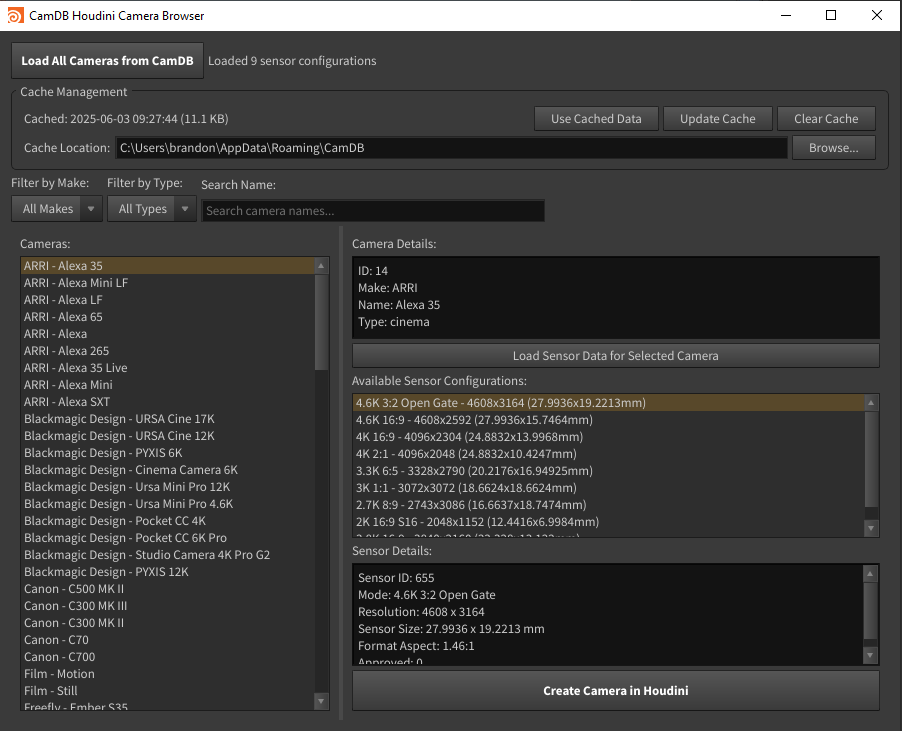 CamDB Houdini Camera Browser
Load All Cameras from CamDB Loaded 9 sensor configurations
Cache Management
Cached: 2025-06-03 09:27:44 (11.1 KB) Use Cached Data Update Cache Clear Cache
Cache Location: C:\Users\brandon\AppData\Roaming\CamDB Browse...
Filter by Make: Filter by Type: Search Name:
All Makes All Types Search camera names...
Cameras:
ARRI - Alexa 35
ARRI - Alexa Mini LF
ARRI - Alexa LF
ARRI - Alexa 65
ARRI - Alexa
ARRI - Alexa 265
ARRI - Alexa 35 Live
ARRI - Alexa Mini
ARRI - Alexa SXT
Blackmagic Design - URSA Cine 17K
Blackmagic Design - URSA Cine 12K
Blackmagic Design - PYXIS 6K
Blackmagic Design - Cinema Camera 6K
Blackmagic Design - Ursa Mini Pro 12K
Blackmagic Design - Ursa Mini Pro 4.6K
Blackmagic Design - Pocket CC 4K
Blackmagic Design - Pocket CC 6K Pro
Blackmagic Design - Studio Camera 4K Pro G2
Blackmagic Design - PYXIS 12K
Canon - C500 MK II
Canon - C300 MK III
Canon - C300 MK II
Canon - C70
Canon - C700
Film - Motion
Film - Still
Freefly - Ember S35
Camera Details:
ID: 14
Make: ARRI
Name: Alexa 35
Type: cinema
Load Sensor Data for Selected Camera
Available Sensor Configurations:
4.6K 3:2 Open Gate - 4608x3164 (27.9936x19.2213mm)
4.6K 16:9 - 4608x2592 (27.9936x15.7464mm)
4K 16:9 - 4096x2304 (24.8832x13.9968mm)
4K 2:1 - 4096x2048 (24.8832x10.4247mm)
3.3K 6:5 - 3328x2790 (20.2176x16.94925mm)
3K 1:1 - 3072x3072 (18.6624x18.6624mm)
2.7K 8:9 - 2743x3086 (16.6637x18.7474mm)
2K 16:9 S16 - 2048x1152 (12.4416x6.9984mm)
Sensor Details:
Sensor ID: 655
Mode: 4.6K 3:2 Open Gate
Resolution: 4608 x 3164
Sensor Size: 27.9936 x 19.2213 mm
Format Aspect: 1.46:1
Approved: 0
Create Camera in Houdini